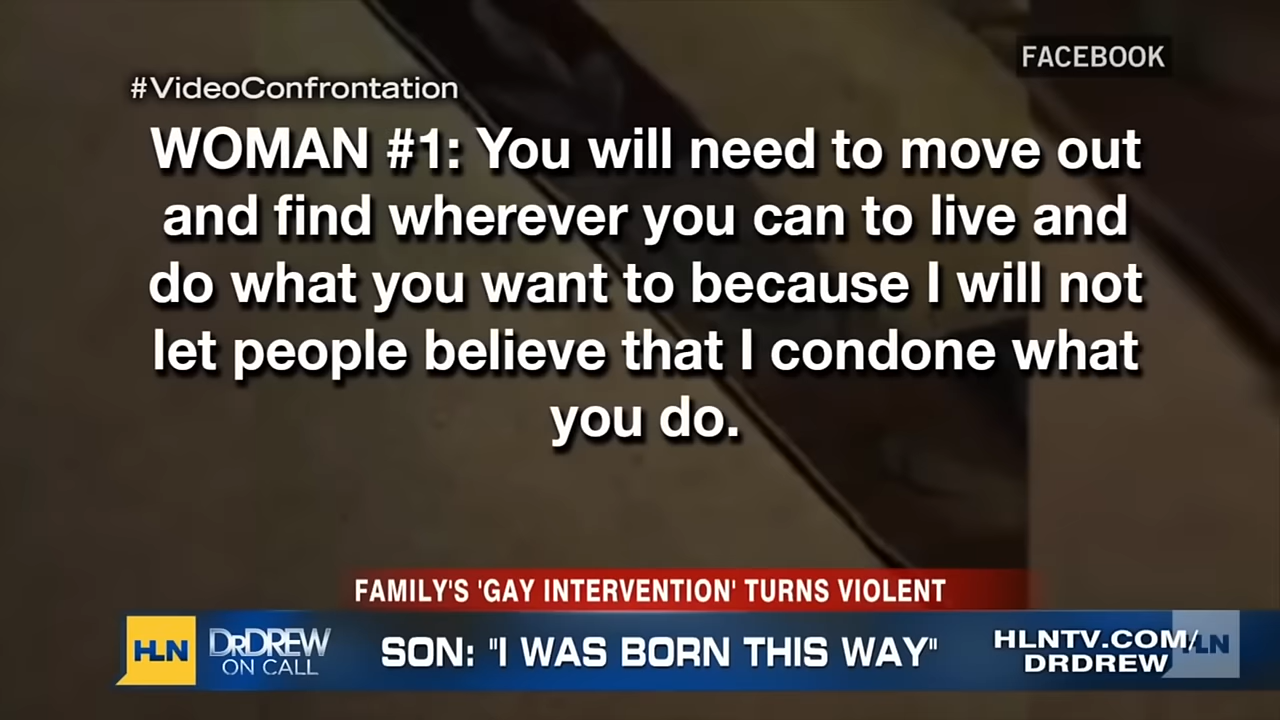 FACEBOOK
#VideoConfrontation
WOMAN #1: You will need to move out
and find wherever you can to live and
do what you want to because I will not
let people believe that I condone what
you do.
FAMILY'S 'GAY INTERVENTION' TURNS VIOLENT
HLN
DRDREW
ON CALL
SON: "I WAS BORN THIS WAY"
HLNTV.COM/
DRDREW
HLN